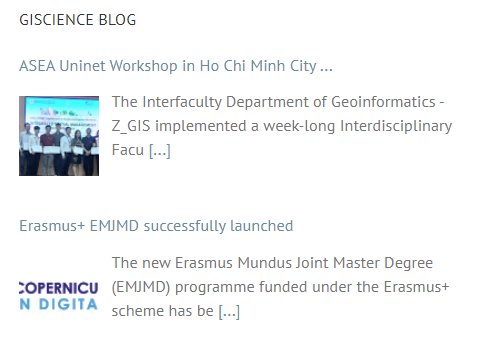 GISCIENCE BLOG
ASEA Uninet Workshop in Ho Chi Minh City ...
The Interfaculty Department of Geoinformatics -
Z_GIS implemented a week-long Interdisciplinary
Facu [...]
Erasmus+ EMJMD successfully launched
The new Erasmus Mundus Joint Master Degree
(EMJMD) programme funded under the Erasmus+
scheme has be [...]
COPERNICU
N DIGITA